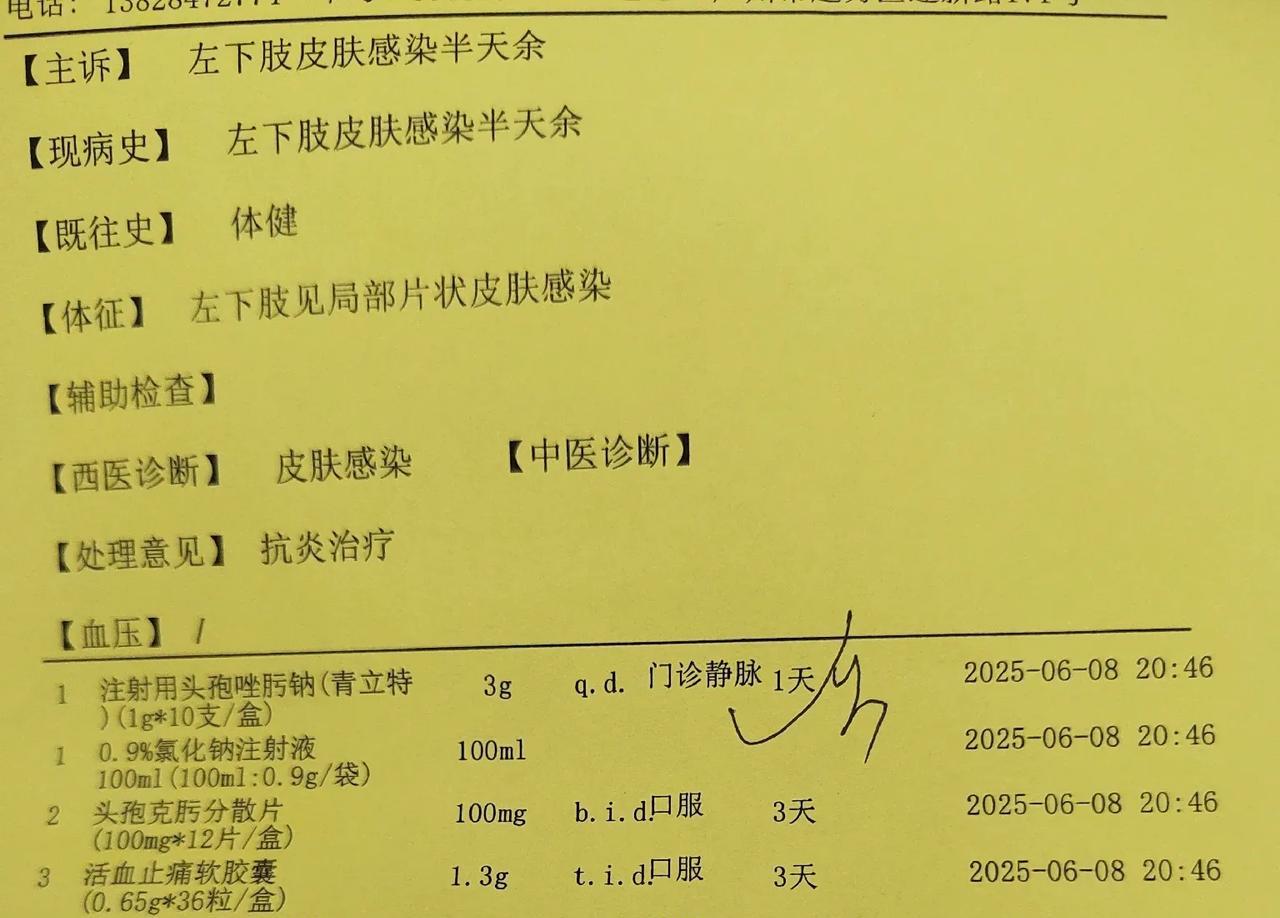 电话: 13828472771
【主诉】 左下肢皮肤感染半天余
【现病史】 左下肢皮肤感染半天余
【既往史】 体健
【体征】 左下肢见局部片状皮肤感染
【辅助检查】
【西医诊断】 皮肤感染 【中医诊断】
【处理意见】 抗炎治疗
【血压】 /
1 注射用头孢唑肟钠(青立特 3g q.d. 门诊静脉 1天 2025-06-08 20:46
)(1g*10支/盒)
1 0.9%氯化钠注射液 100ml 2025-06-08 20:46
100ml(100ml:0.9g/袋)
2 头孢克肟分散片 100mg b.i.d.口服 3天 2025-06-08 20:46
(100mg*12片/盒)
3 活血止痛软胶囊 1.3g t.i.d.口服 3天 2025-06-08 20:46
(0.65g*36粒/盒)